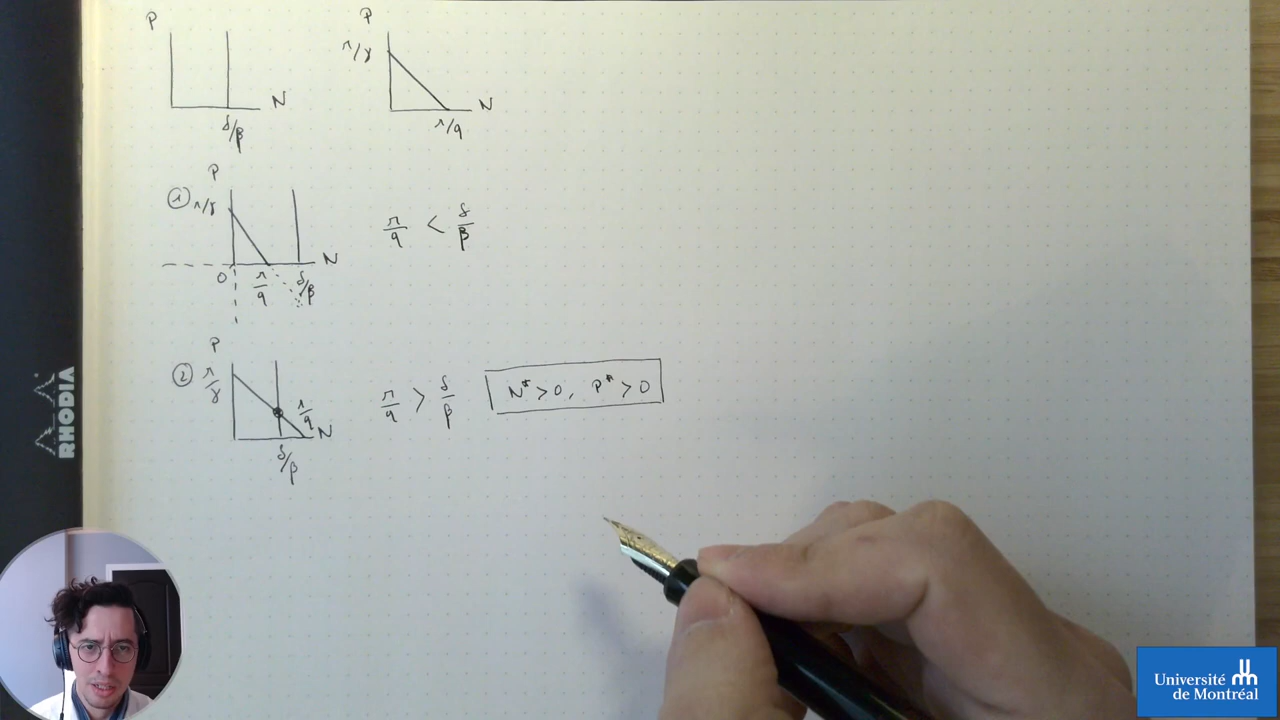 P
N
δ/β
P
r/γ
N
r/q
① P
r/γ
0
r/q
δ/β
N
r/q < δ/β
② P
r/γ
r/q
N
δ/β
r/q > δ/β
N* > 0, P* > 0
RHODIA
Université
de Montréal